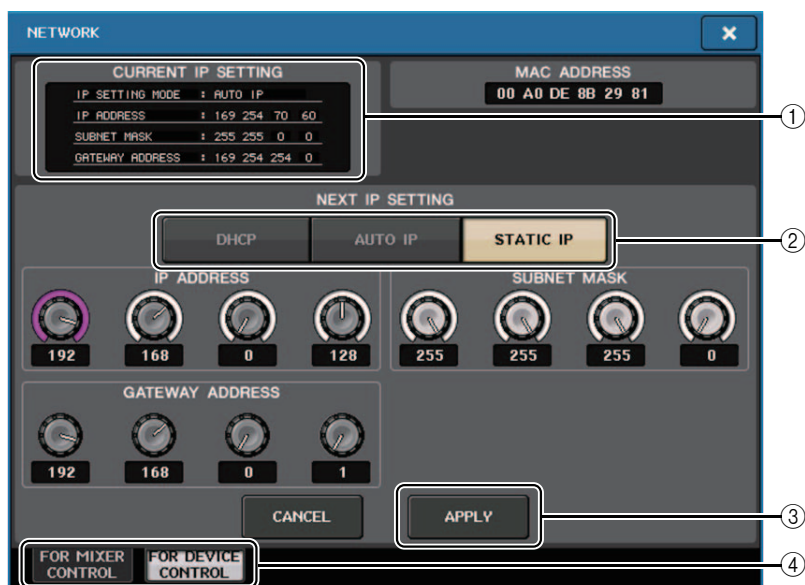 NETWORK
×
CURRENT IP SETTING
IP SETTING MODE : AUTO IP
IP ADDRESS : 169 254 70 60
SUBNET MASK : 255 255 0 0
GATEWAY ADDRESS : 169 254 254 0
MAC ADDRESS
00 A0 DE 8B 29 81
①
NEXT IP SETTING
DHCP AUTO IP STATIC IP
②
IP ADDRESS
192 168 0 128
SUBNET MASK
255 255 255 0
GATEWAY ADDRESS
192 168 0 1
CANCEL APPLY
③
FOR MIXER CONTROL
FOR DEVICE CONTROL
④